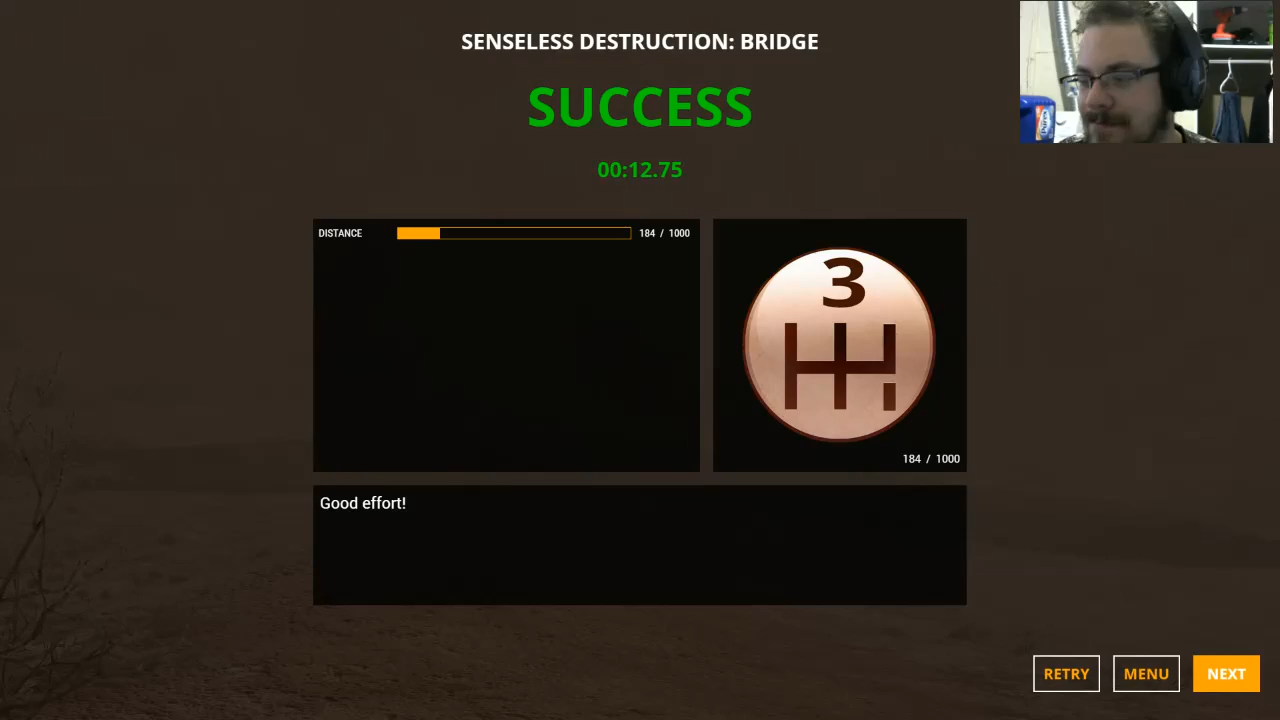 SENSELESS DESTRUCTION: BRIDGE
SUCCESS
00:12.75
DISTANCE 184 / 1000
3
184 / 1000
Good effort!
RETRY MENU NEXT